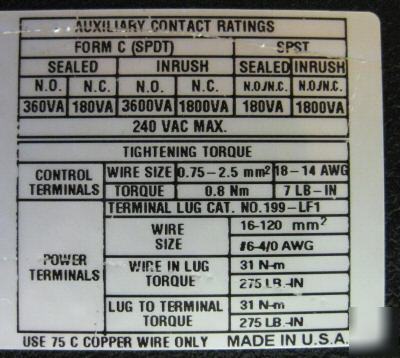 AUXILIARY CONTACT RATINGS
FORM C (SPDT) SPST
SEALED INRUSH SEALED INRUSH
N.O. N.C. N.O. N.C. N.O./N.C. N.O./N.C.
360VA 180VA 3600VA 1800VA 180VA 1800VA
240 VAC MAX.
TIGHTENING TORQUE
CONTROL TERMINALS WIRE SIZE 0.75-2.5 mm² 18-14 AWG
TORQUE 0.8 Nm 7 LB-IN
POWER TERMINALS TERMINAL LUG CAT. NO.199-LF1
WIRE SIZE 16-120 mm²
#6-4/0 AWG
WIRE IN LUG TORQUE 31 N-m
275 LB.-IN
LUG TO TERMINAL TORQUE 31 N-m
275 LB.-IN
USE 75 C COPPER WIRE ONLY MADE IN U.S.A.